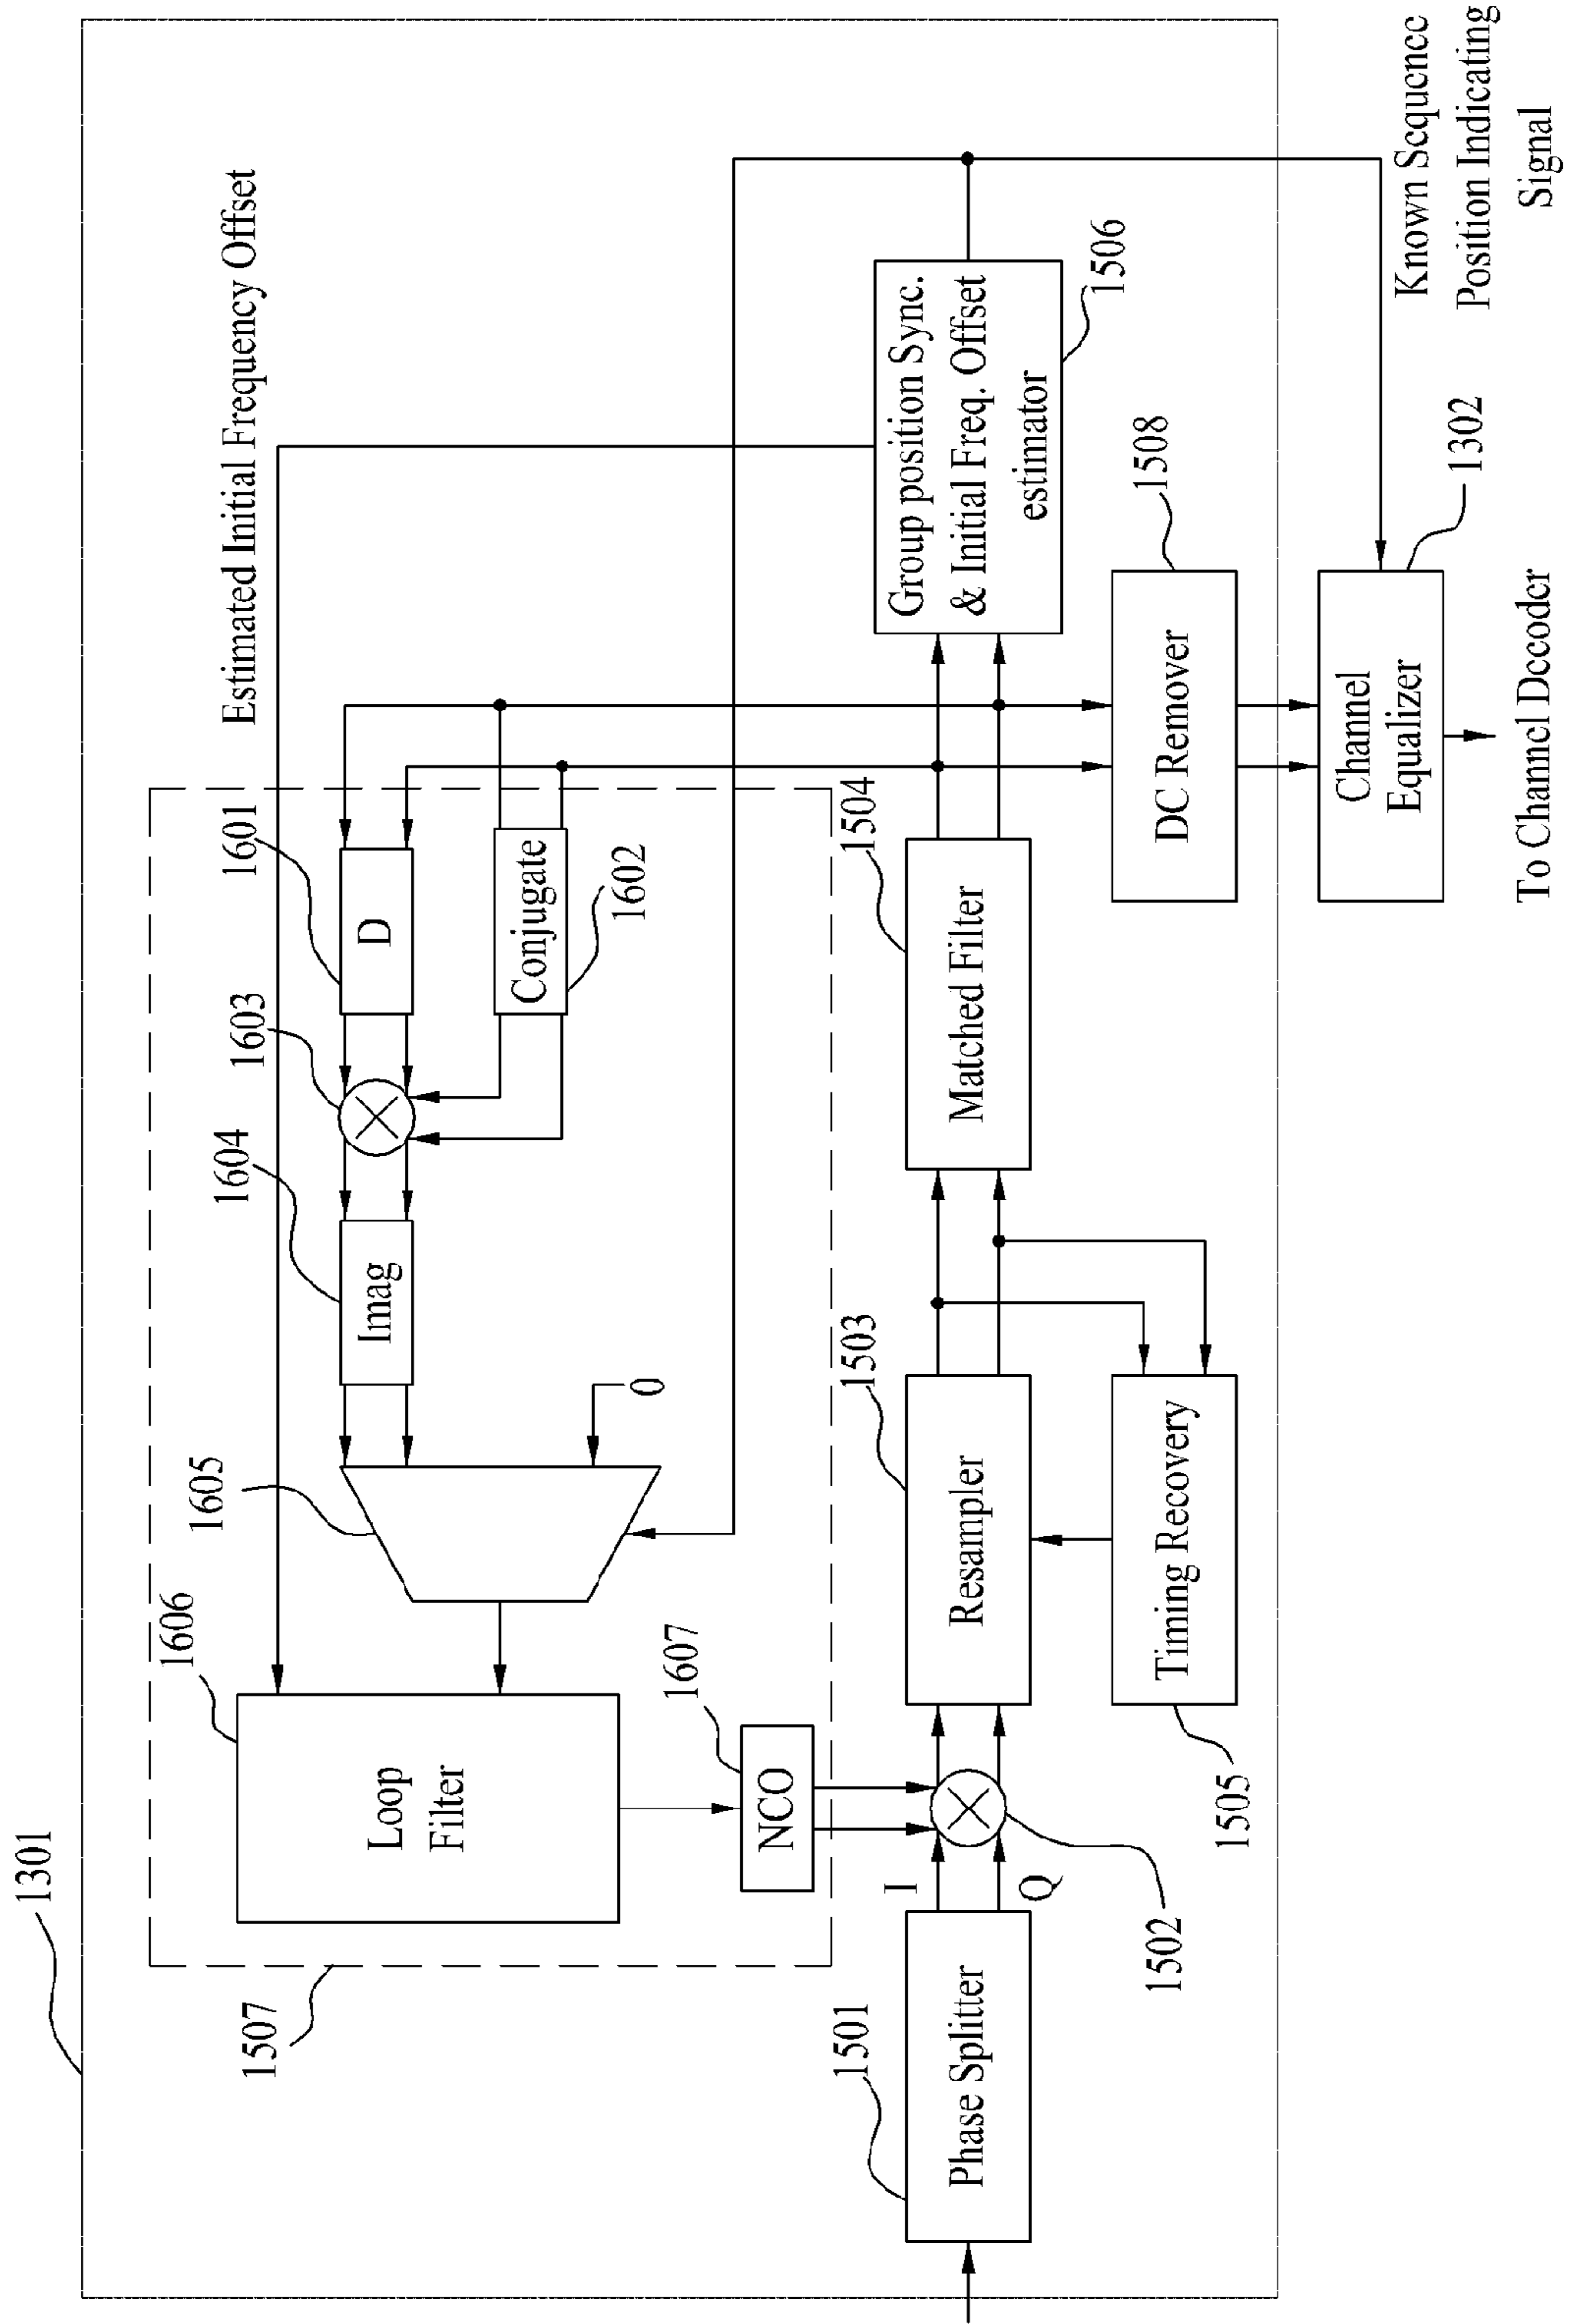 1301
1507
1606
Loop
Filter
1605
1604
Imag
1603
1601
D
Estimated Initial Frequency Offset
Conjugate
1602
0
1607
NCO
1501
Phase Splitter
I
Q
1502
1503
Resampler
1504
Matched Filter
Group position Sync.
& Initial Freq. Offset
estimator
1506
1505
Timing Recovery
1508
DC Remover
Channel
Equalizer
1302
Known Sequence
Position Indicating
Signal
To Channel Decoder